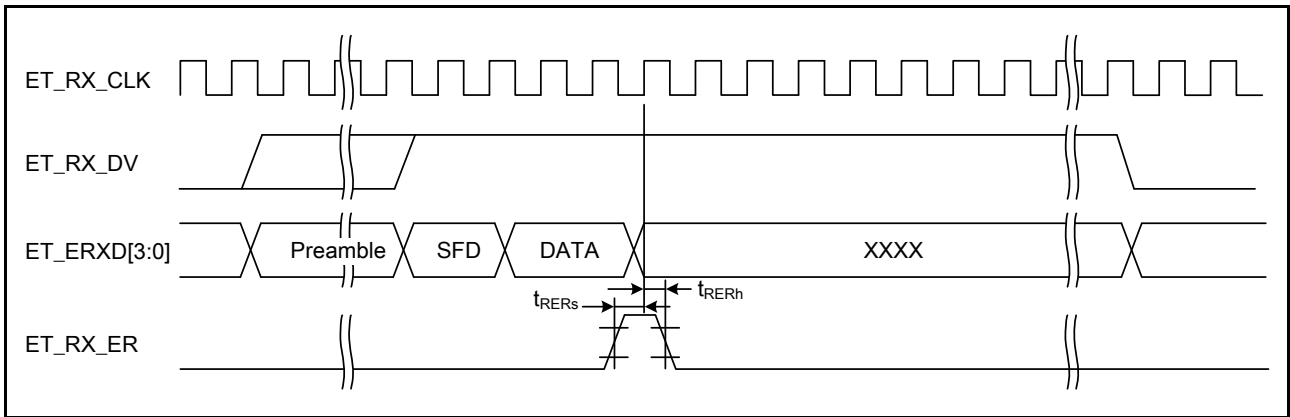 ET_RX_CLK
ET_RX_DV
ET_ERXD[3:0]
Preamble
SFD
DATA
XXXX
tRERs
tRERh
ET_RX_ER